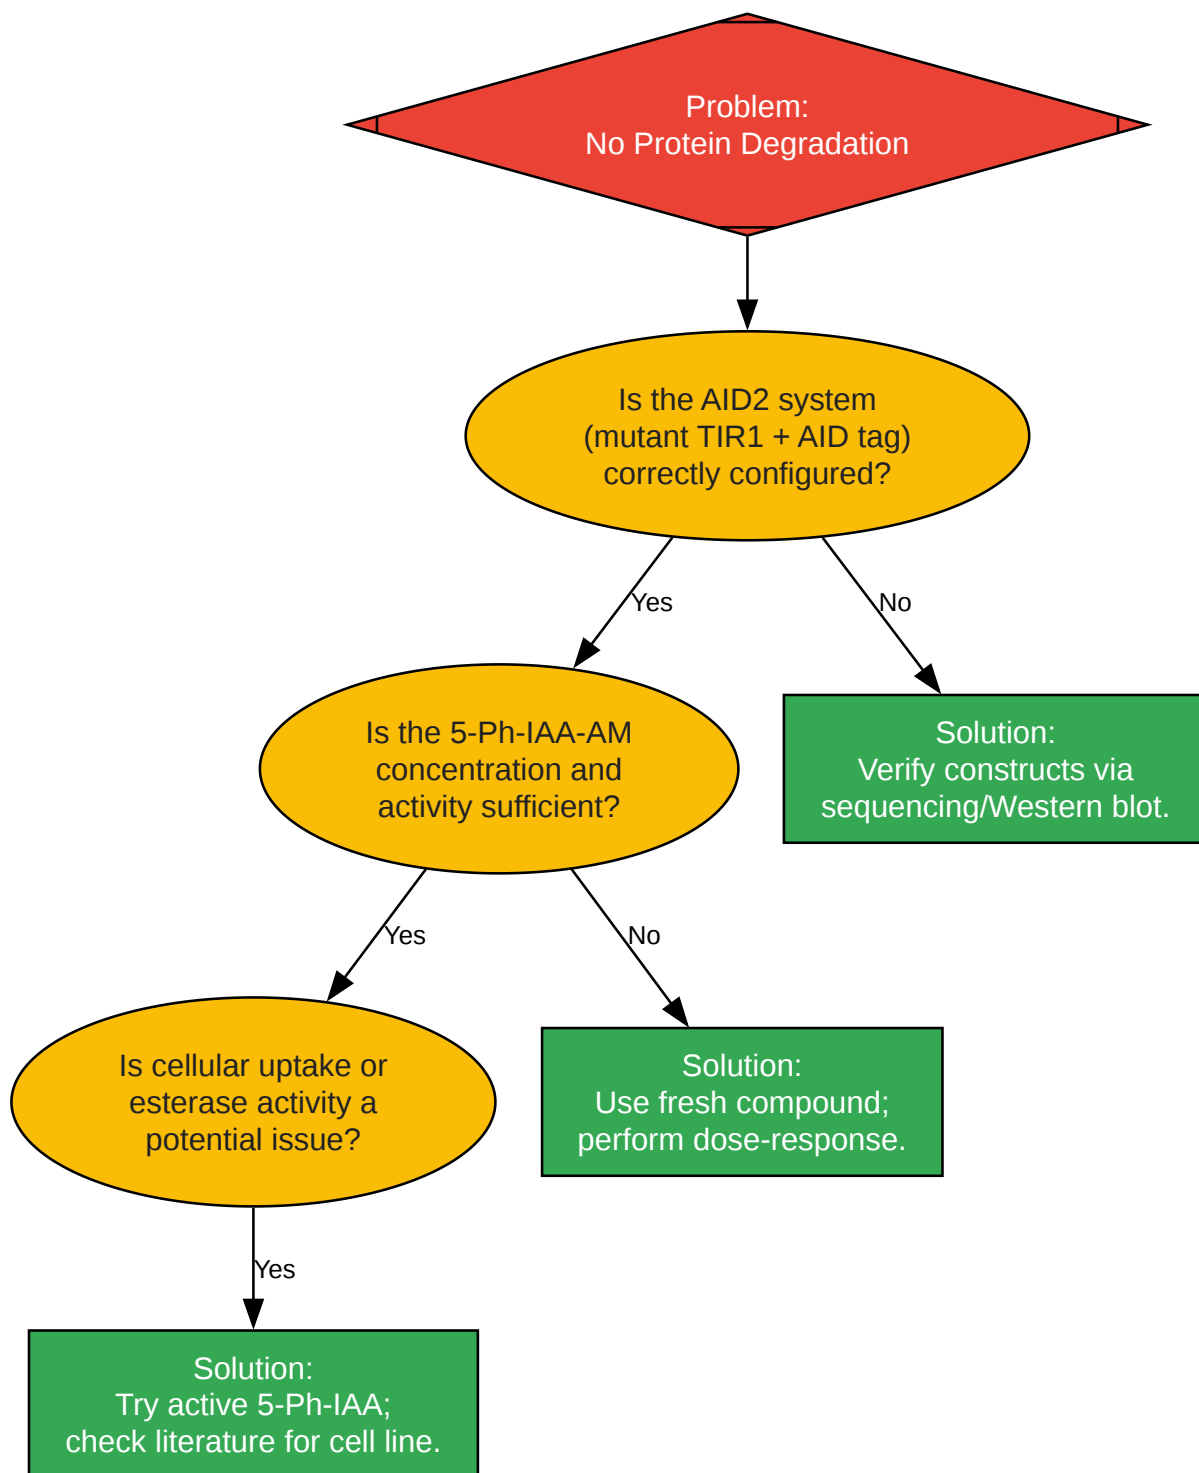 Problem:
No Protein Degradation
Is the AID2 system
(mutant TIR1 + AID tag)
correctly configured?
Yes
No
Is the 5-Ph-IAA-AM
concentration and
activity sufficient?
Solution:
Verify constructs via
sequencing/Western blot.
Yes
No
Is cellular uptake or
esterase activity a
potential issue?
Solution:
Use fresh compound;
perform dose-response.
Yes
Solution:
Try active 5-Ph-IAA;
check literature for cell line.